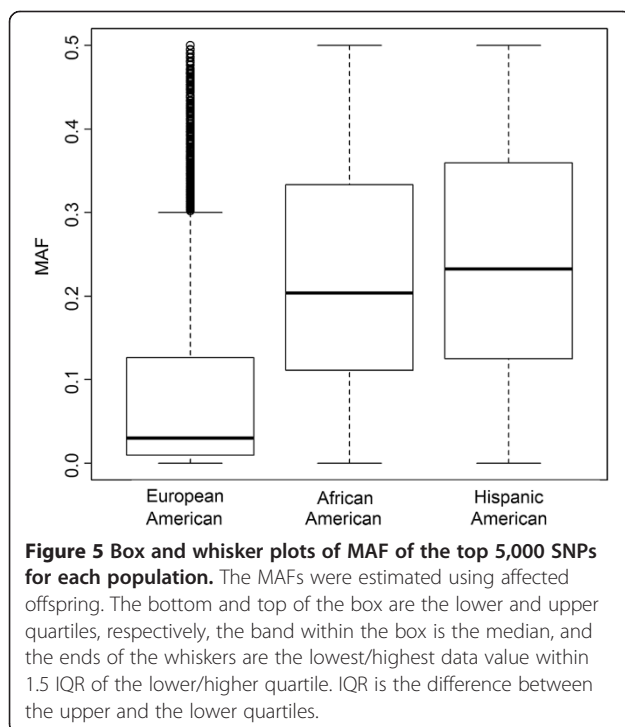 0.5
0.4
0.3
0.2
0.1
0.0
MAF
European American
African American
Hispanic American
Figure 5 Box and whisker plots of MAF of the top 5,000 SNPs
for each population. The MAFs were estimated using affected
offspring. The bottom and top of the box are the lower and upper
quartiles, respectively, the band within the box is the median, and
the ends of the whiskers are the lowest/highest data value within
1.5 IQR of the lower/higher quartile. IQR is the difference between
the upper and the lower quartiles.